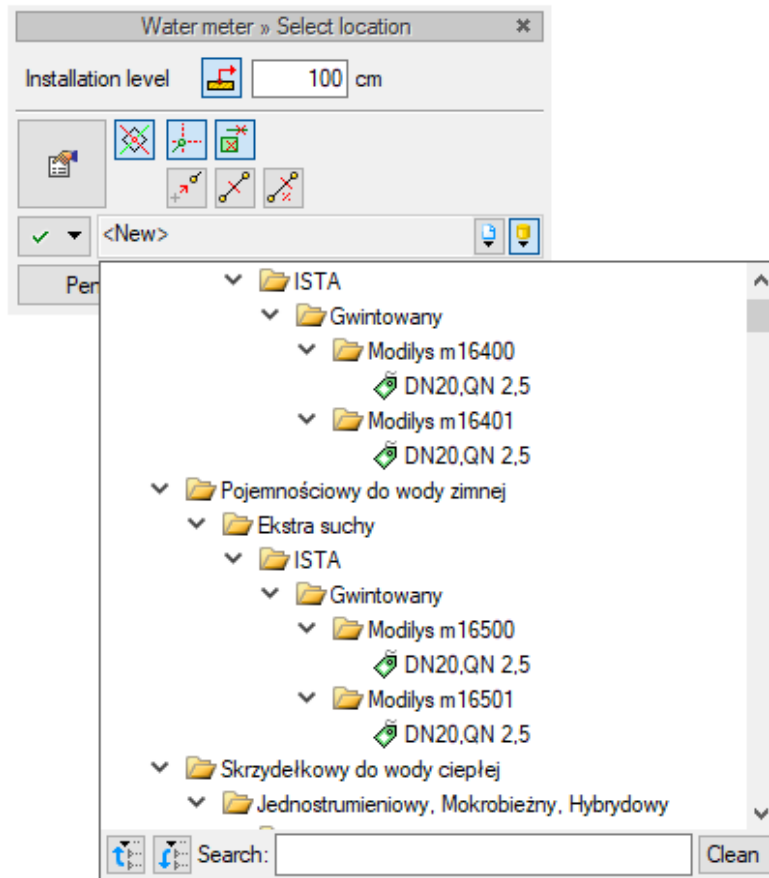 Water meter » Select location
Installation level 100 cm
<New>
Per
ISTA
Gwintowany
Modilys m16400
DN20,QN 2,5
Modilys m16401
DN20,QN 2,5
Pojemnościowy do wody zimnej
Ekstra suchy
ISTA
Gwintowany
Modilys m16500
DN20,QN 2,5
Modilys m16501
DN20,QN 2,5
Skrzydełkowy do wody ciepłej
Jednostrumieniowy, Mokrobieżny, Hybrydowy
Search: Clean